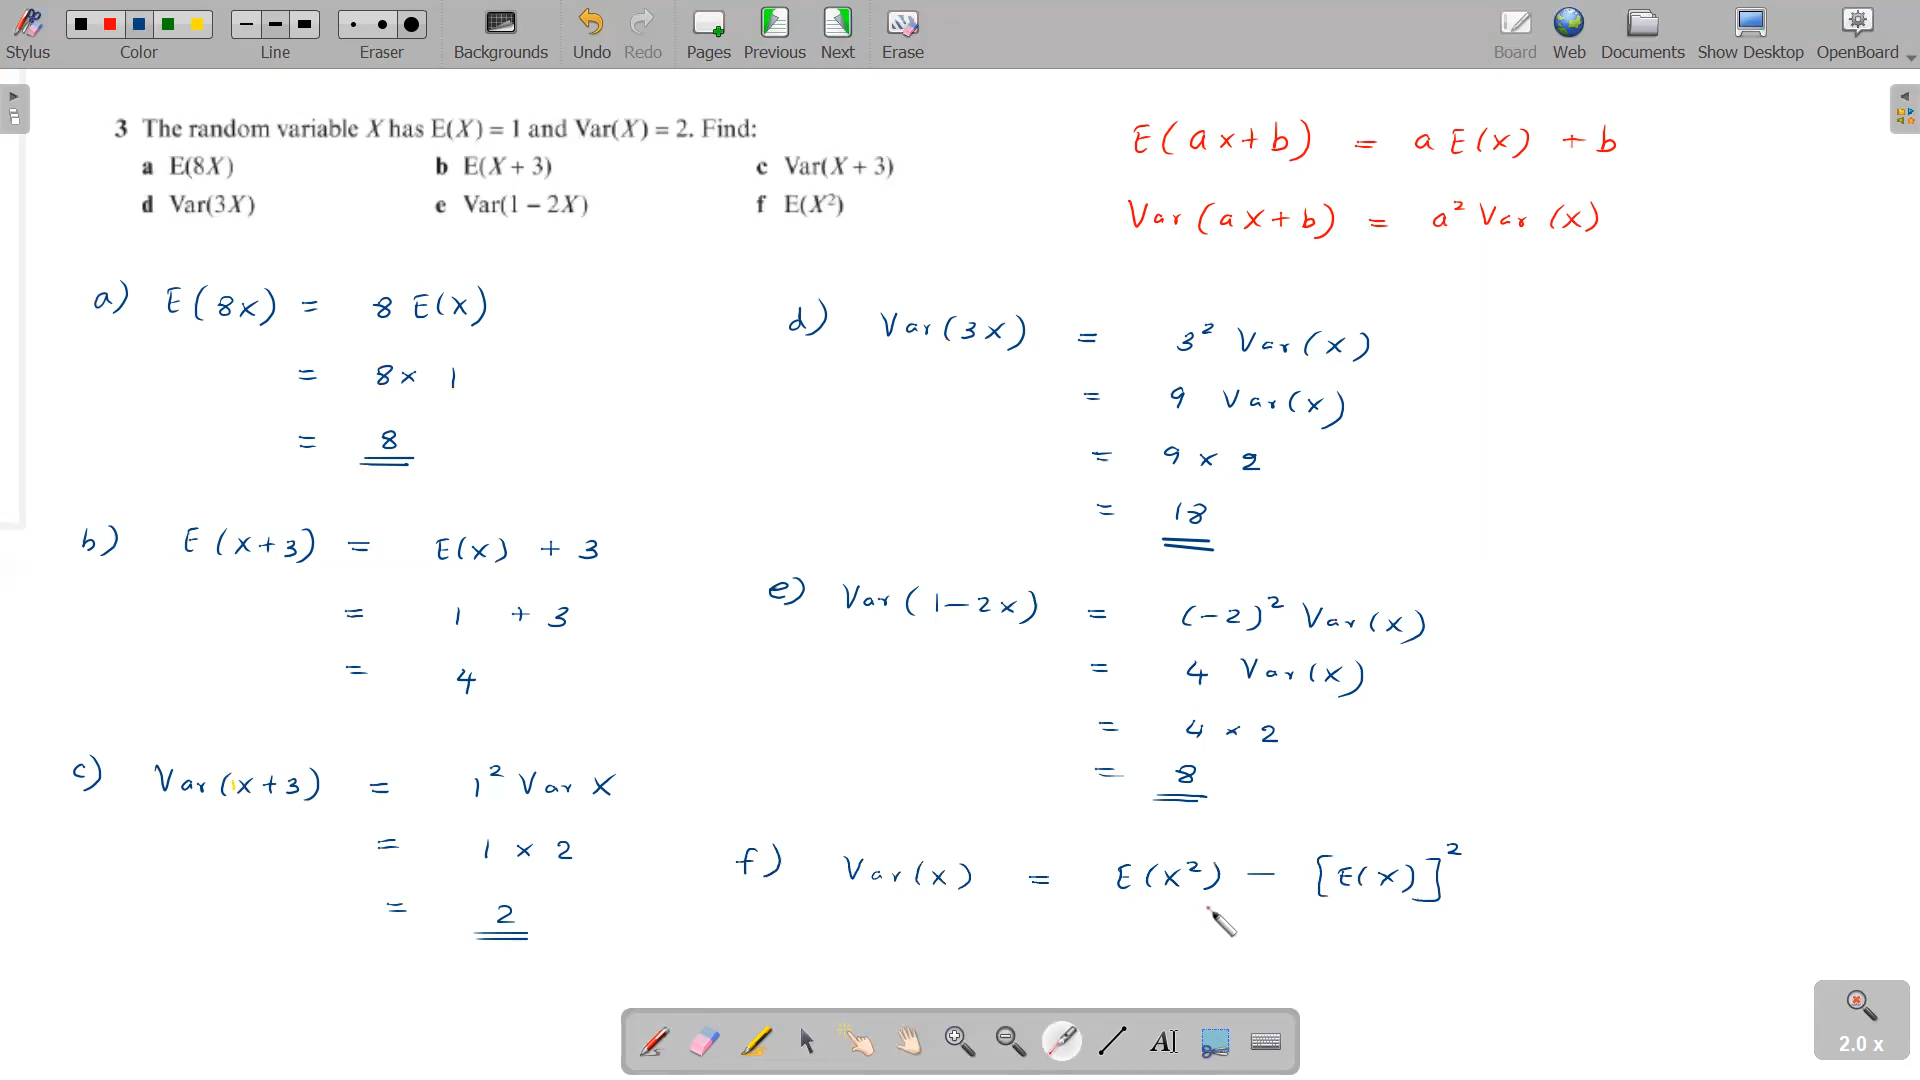 Stylus Color Line Eraser Backgrounds Undo Redo Pages Previous Next Erase Board Web Documents Show Desktop OpenBoard
3 The random variable X has E(X) = 1 and Var(X) = 2. Find:
a E(8X) b E(X + 3) c Var(X + 3)
d Var(3X) e Var(1 – 2X) f E(X²)
E(ax+b) = a E(x) + b
Var(ax+b) = a² Var(x)
a) E(8x) = 8 E(x)
= 8 × 1
= 8
b) E(x+3) = E(x) + 3
= 1 + 3
= 4
c) Var(1x+3) = 1² Var X
= 1 × 2
= 2
d) Var(3x) = 3² Var(x)
= 9 Var(x)
= 9 × 2
= 18
e) Var(1-2x) = (-2)² Var(x)
= 4 Var(x)
= 4 × 2
= 8
f) Var(x) = E(x²) - [E(x)]²
2.0 x